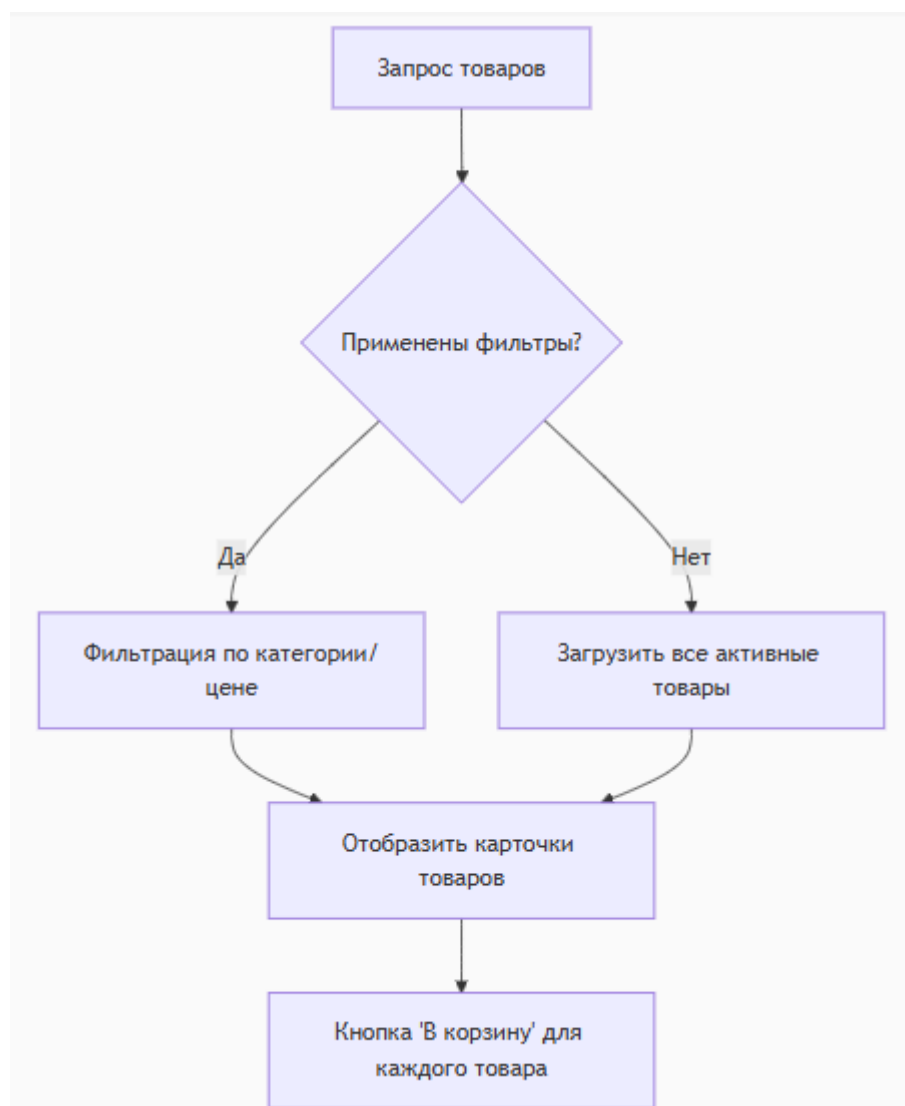 Запрос товаров
Применены фильтры?
Да
Нет
Фильтрация по категории/
цене
Загрузить все активные
товары
Отобразить карточки
товаров
Кнопка 'В корзину' для
каждого товара